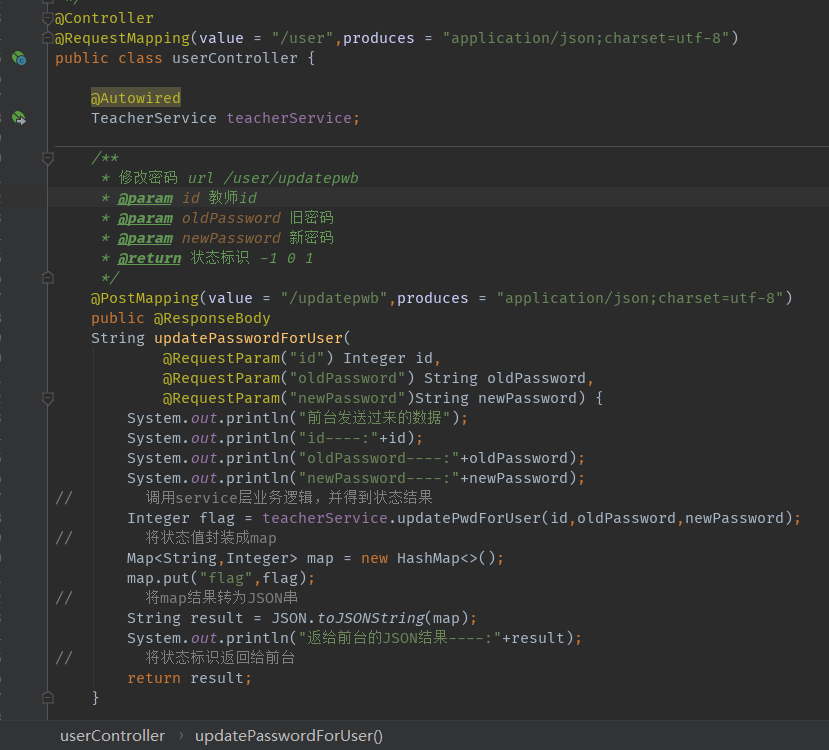 */
@Controller
@RequestMapping(value = "/user",produces = "application/json;charset=utf-8")
public class userController {
@Autowired
TeacherService teacherService;
/**
* 修改密码 url /user/updatepwb
* @param id 教师id
* @param oldPassword 旧密码
* @param newPassword 新密码
* @return 状态标识 -1 0 1
*/
@PostMapping(value = "/updatepwb",produces = "application/json;charset=utf-8")
public @ResponseBody
String updatePasswordForUser(
@RequestParam("id") Integer id,
@RequestParam("oldPassword") String oldPassword,
@RequestParam("newPassword")String newPassword) {
System.out.println("前台发送过来的数据");
System.out.println("id----:"+id);
System.out.println("oldPassword----:"+oldPassword);
System.out.println("newPassword----:"+newPassword);
// 调用service层业务逻辑，并得到状态结果
Integer flag = teacherService.updatePwdForUser(id,oldPassword,newPassword);
// 将状态值封装成map
Map<String,Integer> map = new HashMap<>();
map.put("flag",flag);
// 将map结果转为JSON串
String result = JSON.toJSONString(map);
System.out.println("返给前台的JSON结果----:"+result);
// 将状态标识返回给前台
return result;
}
userController › updatePasswordForUser()